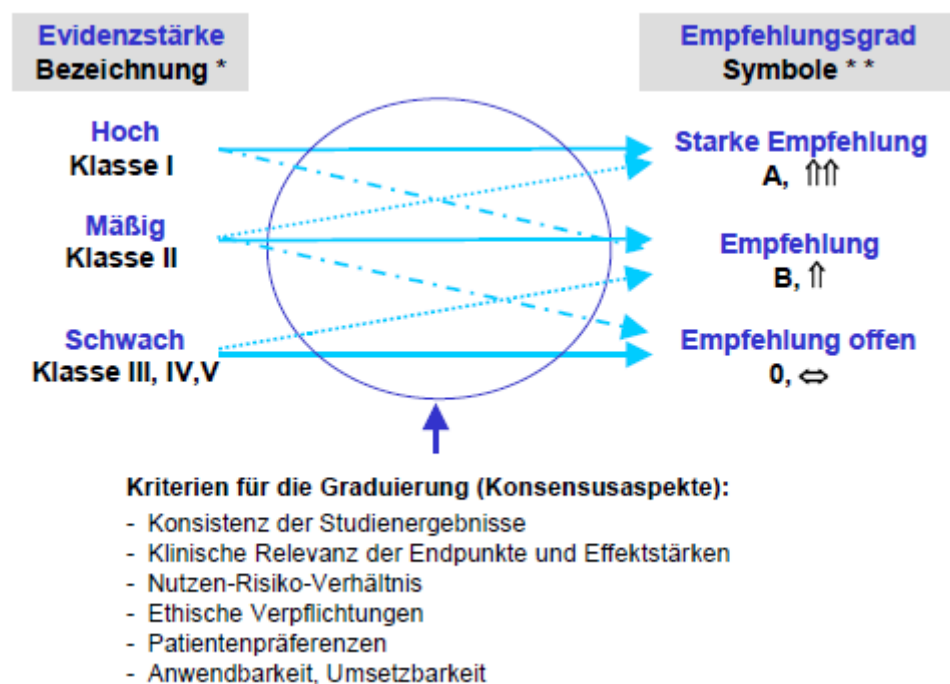 Evidenzstärke
Bezeichnung *
Empfehlungsgrad
Symbole * *
Hoch
Klasse I
Starke Empfehlung
A, ⇑⇑
Mäßig
Klasse II
Empfehlung
B, ⇑
Schwach
Klasse III, IV,V
Empfehlung offen
0, ⇔
Kriterien für die Graduierung (Konsensusaspekte):
- Konsistenz der Studienergebnisse
- Klinische Relevanz der Endpunkte und Effektstärken
- Nutzen-Risiko-Verhältnis
- Ethische Verpflichtungen
- Patientenpräferenzen
- Anwendbarkeit, Umsetzbarkeit